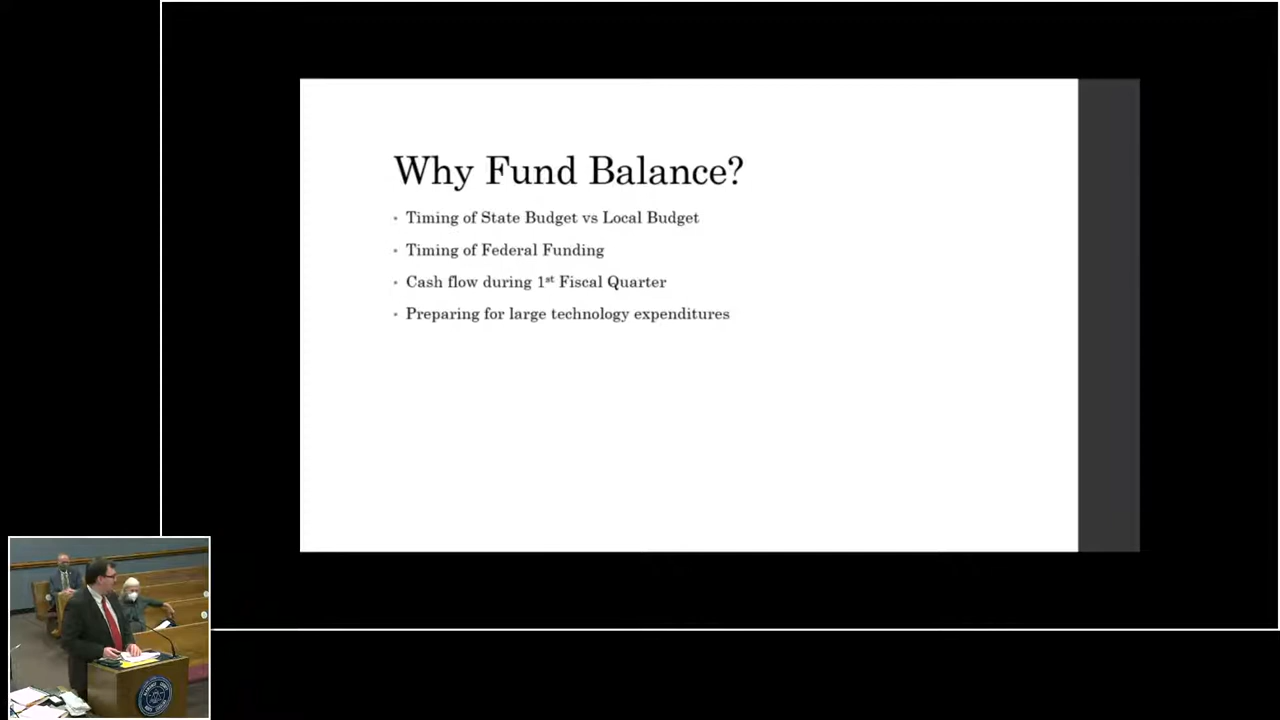 Why Fund Balance?
• Timing of State Budget vs Local Budget
• Timing of Federal Funding
• Cash flow during 1st Fiscal Quarter
• Preparing for large technology expenditures